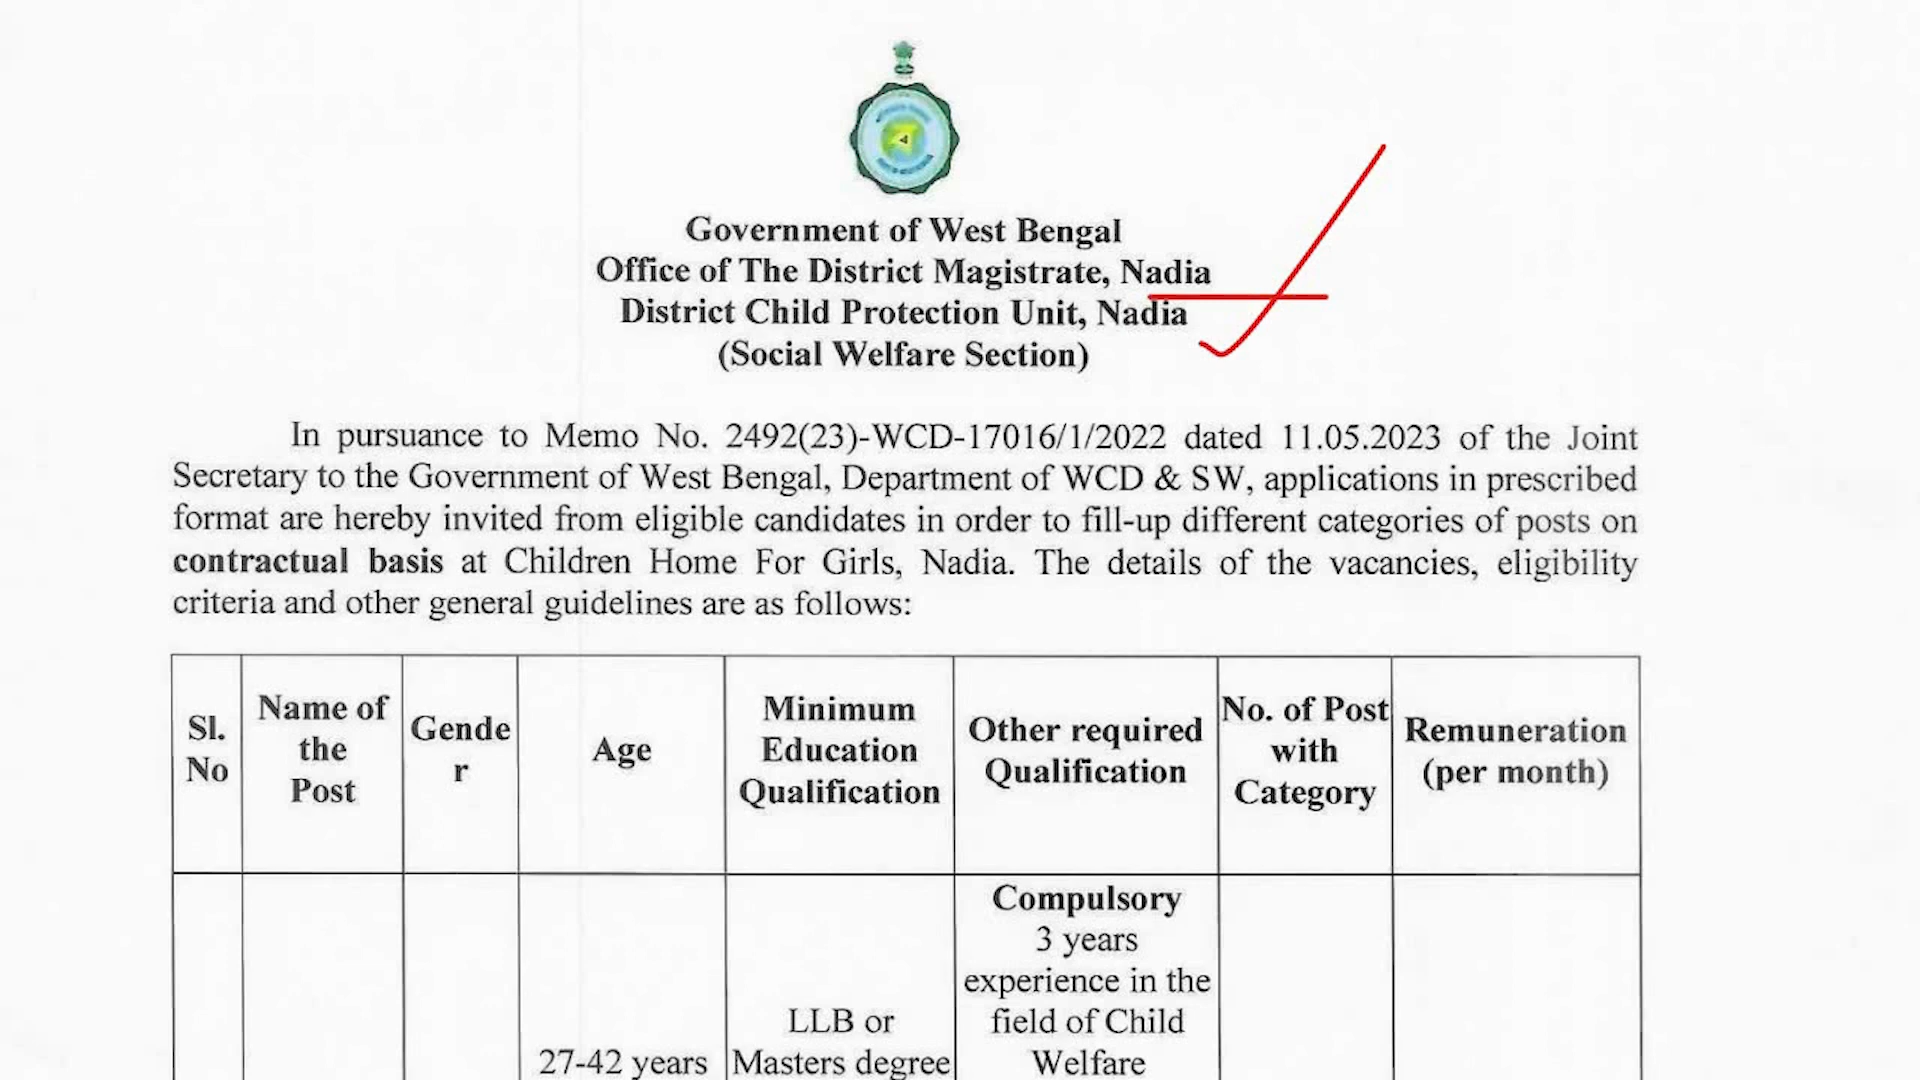 Government of West Bengal
Office of The District Magistrate, Nadia
District Child Protection Unit, Nadia
(Social Welfare Section)
In pursuance to Memo No. 2492(23)-WCD-17016/1/2022 dated 11.05.2023 of the Joint
Secretary to the Government of West Bengal, Department of WCD & SW, applications in prescribed
format are hereby invited from eligible candidates in order to fill-up different categories of posts on
contractual basis at Children Home For Girls, Nadia. The details of the vacancies, eligibility
criteria and other general guidelines are as follows:
Sl. No
Name of the Post
Gende r
Age
Minimum Education Qualification
Other required Qualification
No. of Post with Category
Remuneration (per month)
27-42 years
LLB or
Masters degree
Compulsory
3 years
experience in the
field of Child
Welfare